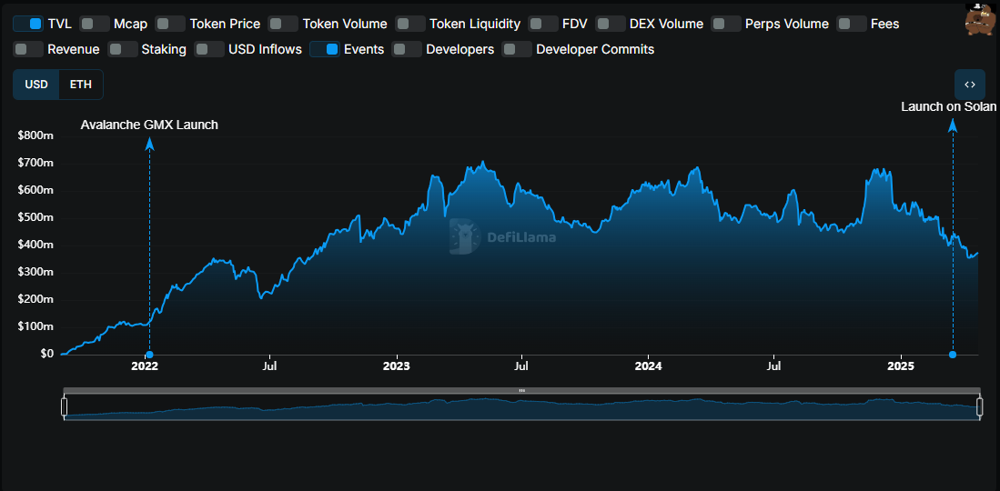 TVL Mcap Token Price Token Volume Token Liquidity FDV DEX Volume Perps Volume Fees
Revenue Staking USD Inflows Events Developers Developer Commits
USD ETH <>
Launch on Solan
Avalanche GMX Launch
$800m
$700m
$600m
$500m
$400m
$300m
$200m
$100m
$0
DefiLlama
2022 Jul 2023 Jul 2024 Jul 2025